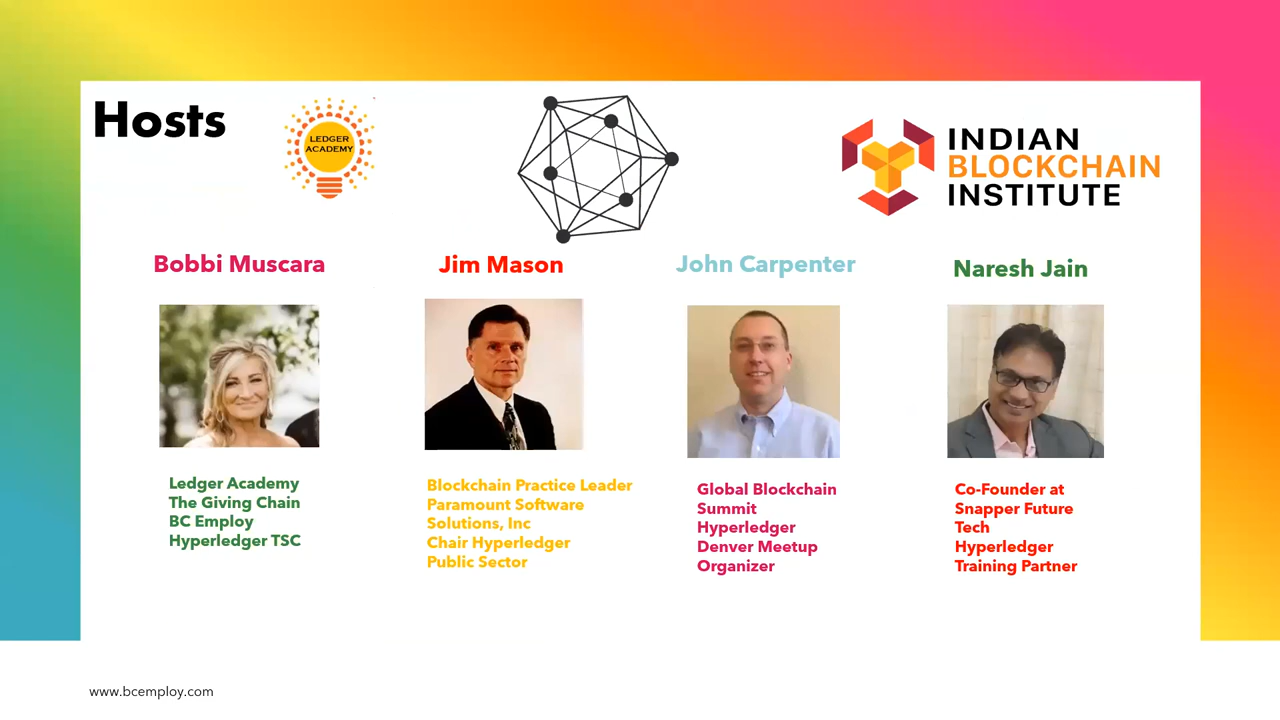 Hosts
LEDGER
ACADEMY
INDIAN
BLOCKCHAIN
INSTITUTE
Bobbi Muscara
Jim Mason
John Carpenter
Naresh Jain
Ledger Academy
The Giving Chain
BC Employ
Hyperledger TSC
Blockchain Practice Leader
Paramount Software
Solutions, Inc
Chair Hyperledger
Public Sector
Global Blockchain
Summit
Hyperledger
Denver Meetup
Organizer
Co-Founder at
Snapper Future
Tech
Hyperledger
Training Partner
www.bcemploy.com